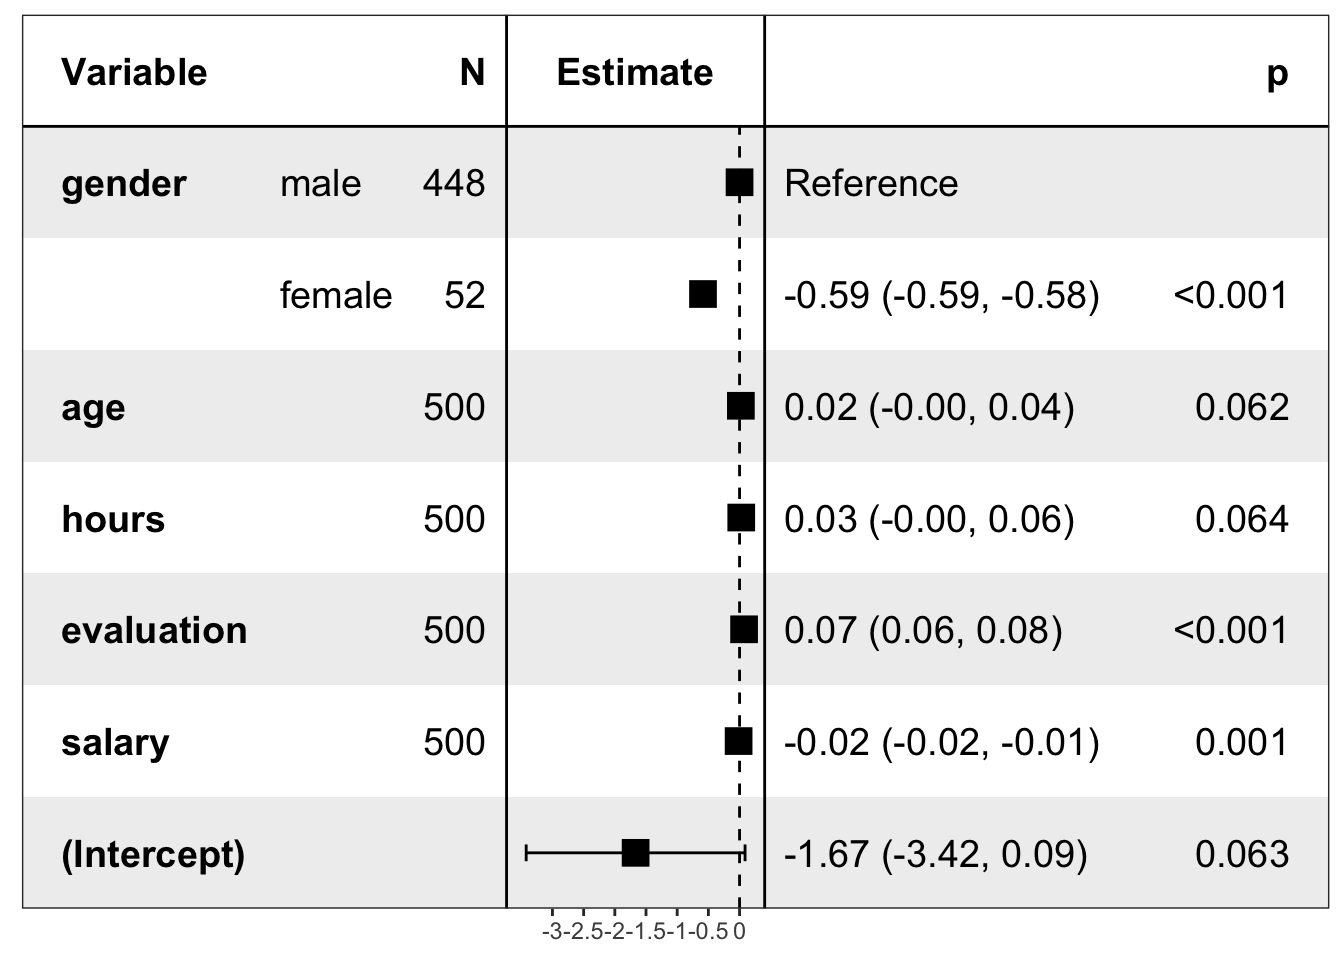 Variable N Estimate p
gender male 448 Reference
female 52 -0.59 (-0.59, -0.58) <0.001
age 500 0.02 (-0.00, 0.04) 0.062
hours 500 0.03 (-0.00, 0.06) 0.064
evaluation 500 0.07 (0.06, 0.08) <0.001
salary 500 -0.02 (-0.02, -0.01) 0.001
(Intercept) -1.67 (-3.42, 0.09) 0.063
-3 -2.5 -2 -1.5 -1 -0.5 0